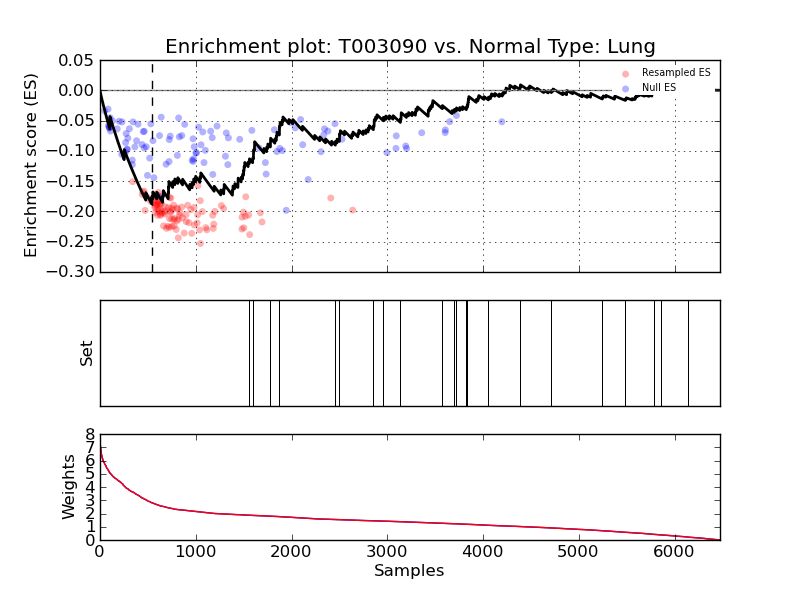 Enrichment plot: T003090 vs. Normal Type: Lung
Enrichment score (ES)
0.05
0.00
−0.05
−0.10
−0.15
−0.20
−0.25
−0.30
Resampled ES
Null ES
Set
Weights
8
7
6
5
4
3
2
1
0
0 1000 2000 3000 4000 5000 6000
Samples